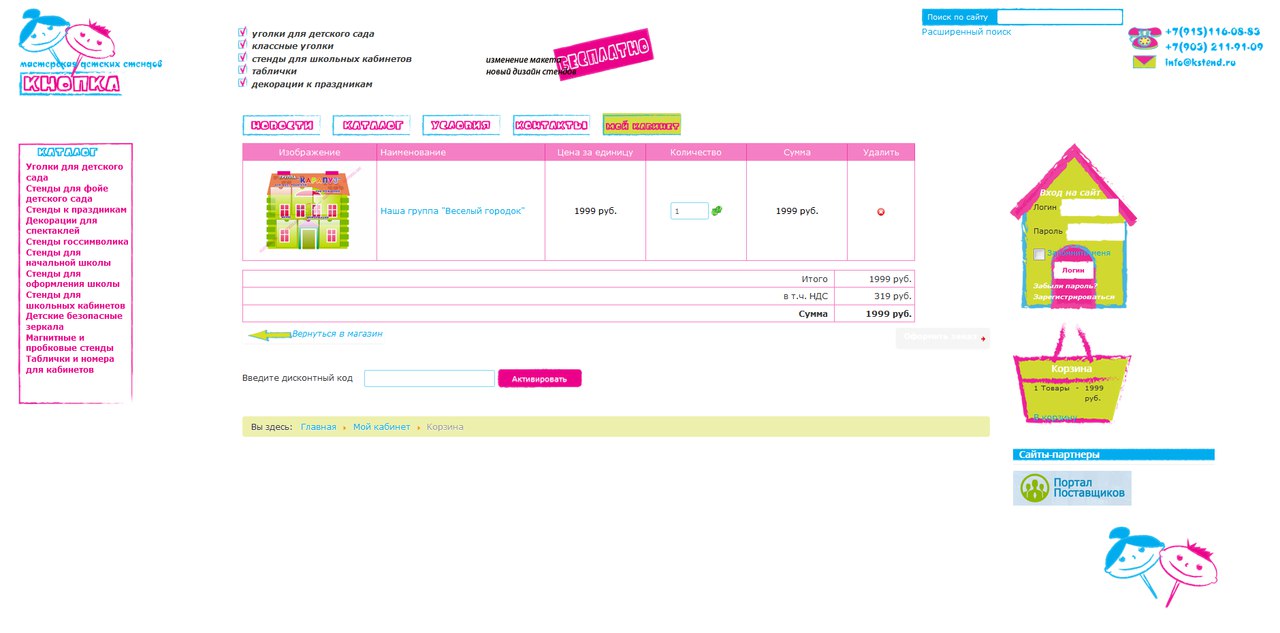 мастерская детских стендов
КНОПКА
уголки для детского сада
классные уголки
стенды для школьных кабинетов
таблички
декорации к праздникам
изменение макета
новый дизайн стендов
БЕСПЛАТНО
Поиск по сайту
Расширенный поиск
+7(915)116-08-83
+7(903) 211-91-09
Info@kstend.ru
НОВОСТИ
КАТАЛОГ
УСЛОВИЯ
КОНТАКТЫ
МОЙ КАБИНЕТ
КАТАЛОГ
Уголки для детского
сада
Стенды для фойе
детского сада
Стенды к праздникам
Декорации для
спектаклей
Стенды госсимволика
Стенды для
начальной школы
Стенды для
оформления школы
Стенды для
школьных кабинетов
Детские безопасные
зеркала
Магнитные и
пробковые стенды
Таблички и номера
для кабинетов
Изображение Наименование Цена за единицу Количество Сумма Удалить
КАРАПУЗ
Наша группа "Веселый городок" 1999 руб. 1 1999 руб.
Итого 1999 руб.
в т.ч. НДС 319 руб.
Сумма 1999 руб.
Вернуться в магазин
Оформить заказ
Введите дисконтный код Активировать
Вы здесь: Главная Мой кабинет Корзина
Вход на сайт
Логин
Пароль
Запомнить меня
Логин
Забыли пароль?
Зарегистрироваться
Корзина
1 Товары - 1999
руб.
В корзину
Сайты-партнеры
Портал
Поставщиков